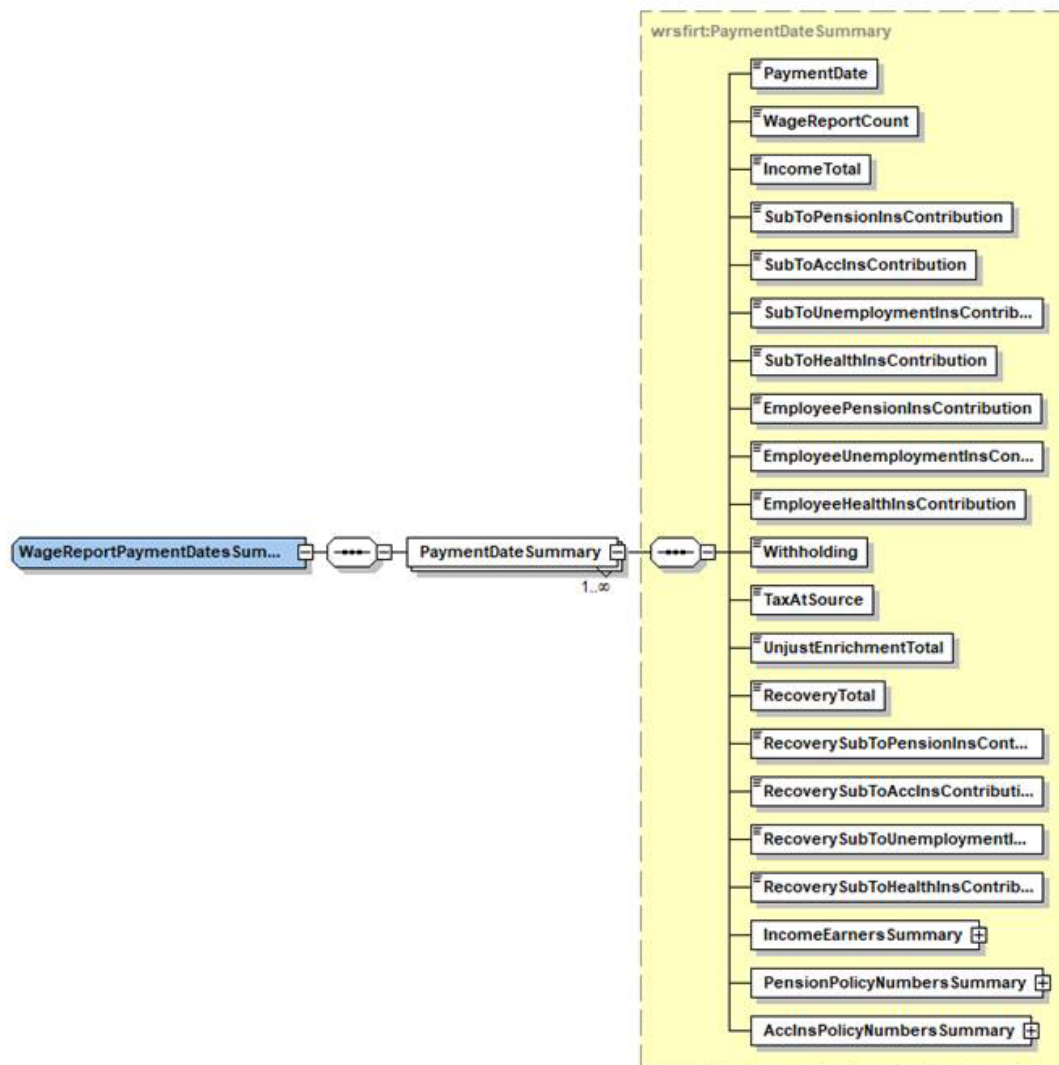 wrsfirt:PaymentDateSummary
PaymentDate
WageReportCount
IncomeTotal
SubToPensionInsContribution
SubToAccInsContribution
SubToUnemploymentInsContrib...
SubToHealthInsContribution
EmployeePensionInsContribution
EmployeeUnemploymentInsCon...
EmployeeHealthInsContribution
WageReportPaymentDatesSum...
PaymentDateSummary
1..∞
Withholding
TaxAtSource
UnjustEnrichmentTotal
RecoveryTotal
RecoverySubToPensionInsCont...
RecoverySubToAccInsContributi...
RecoverySubToUnemploymentI...
RecoverySubToHealthInsContrib...
IncomeEarnersSummary
PensionPolicyNumbersSummary
AccInsPolicyNumbersSummary